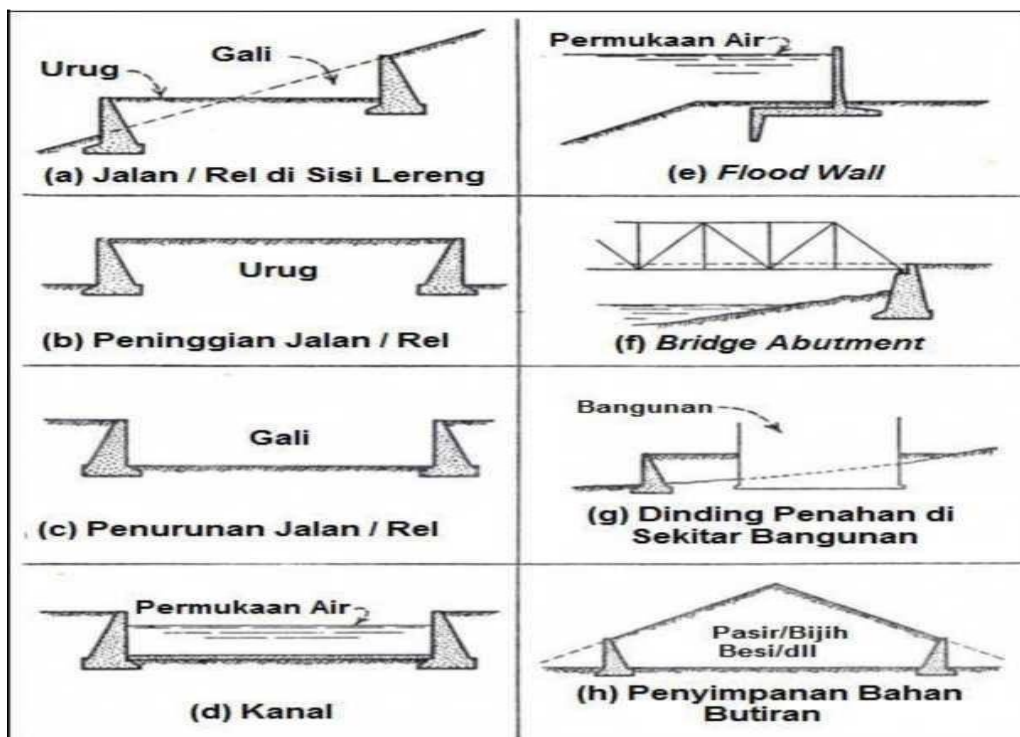 Urug
Gali
(a) Jalan / Rel di Sisi Lereng
Urug
(b) Peninggian Jalan / Rel
Gali
(c) Penurunan Jalan / Rel
Permukaan Air
(d) Kanal
Permukaan Air
(e) Flood Wall
(f) Bridge Abutment
Bangunan
(g) Dinding Penahan di
Sekitar Bangunan
Pasir/Bijih
Besi/dll
(h) Penyimpanan Bahan
Butiran